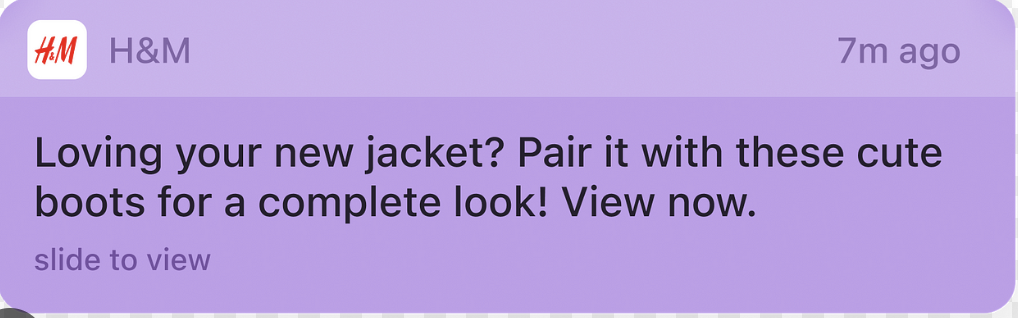 H&M H&M 7m ago
Loving your new jacket? Pair it with these cute
boots for a complete look! View now.
slide to view